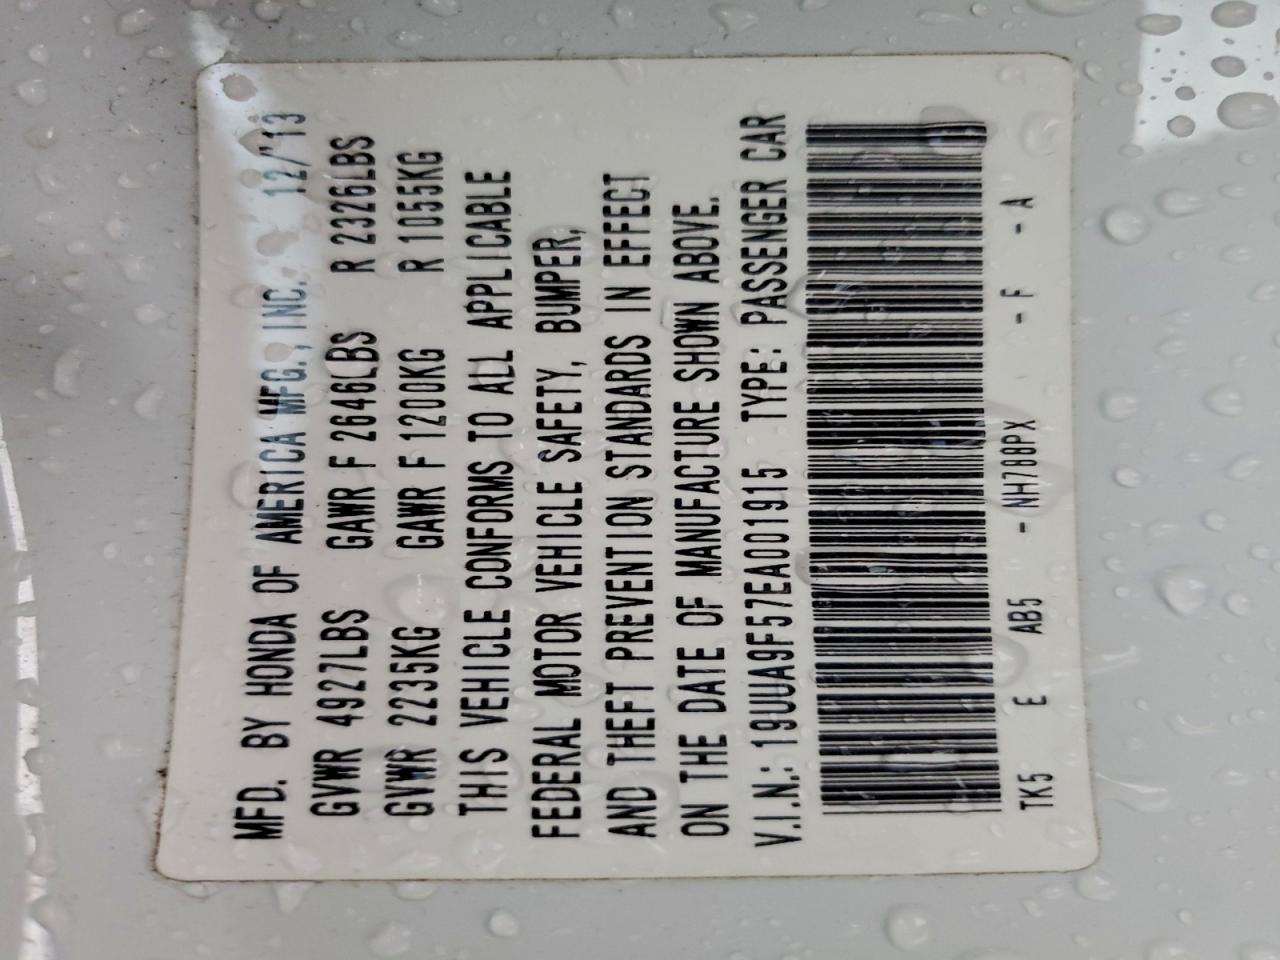 MFD. BY HONDA OF AMERICA MFG., INC. 12/13
GVWR 4927LBS GAWR F 2646LBS R 2326LBS
GVWR 2235KG GAWR F 1200KG R 1055KG
THIS VEHICLE CONFORMS TO ALL APPLICABLE
FEDERAL MOTOR VEHICLE SAFETY, BUMPER,
AND THEFT PREVENTION STANDARDS IN EFFECT
ON THE DATE OF MANUFACTURE SHOWN ABOVE.
V.I.N.: 19UUA9F57EA001915 TYPE: PASSENGER CAR
TK5 E AB5 -NH788PX -F -A